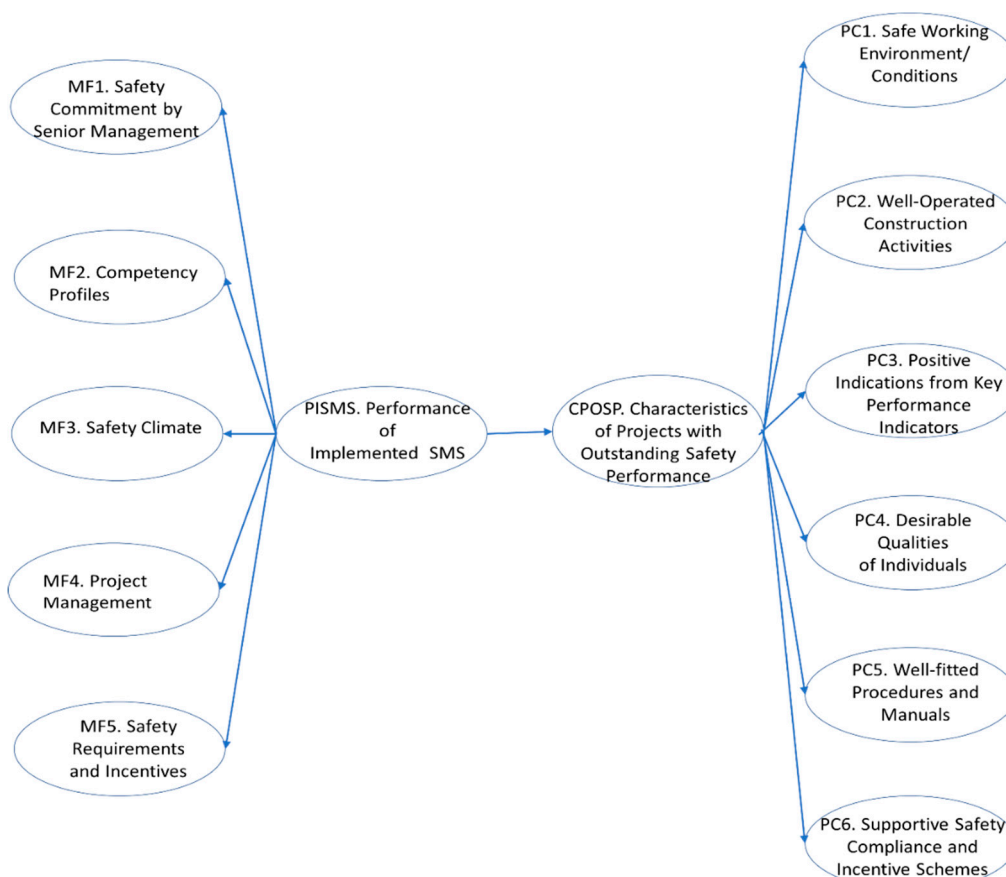 MF1. Safety
Commitment by
Senior Management
MF2. Competency
Profiles
MF3. Safety Climate
MF4. Project
Management
MF5. Safety
Requirements
and Incentives
PISMS. Performance
of
Implemented SMS
CPOSP. Characteristics
of Projects with
Outstanding Safety
Performance
PC1. Safe Working
Environment/
Conditions
PC2. Well-Operated
Construction
Activities
PC3. Positive
Indications from Key
Performance
Indicators
PC4. Desirable
Qualities
of Individuals
PC5. Well-fitted
Procedures and
Manuals
PC6. Supportive Safety
Compliance and
Incentive Schemes